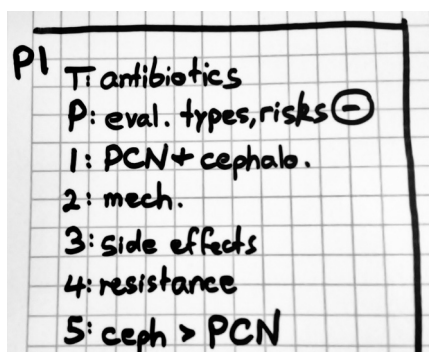 P1
T: antibiotics
P: eval. types, risks ⊖
1: PCN + cephalo.
2: mech.
3: side effects
4: resistance
5: ceph > PCN